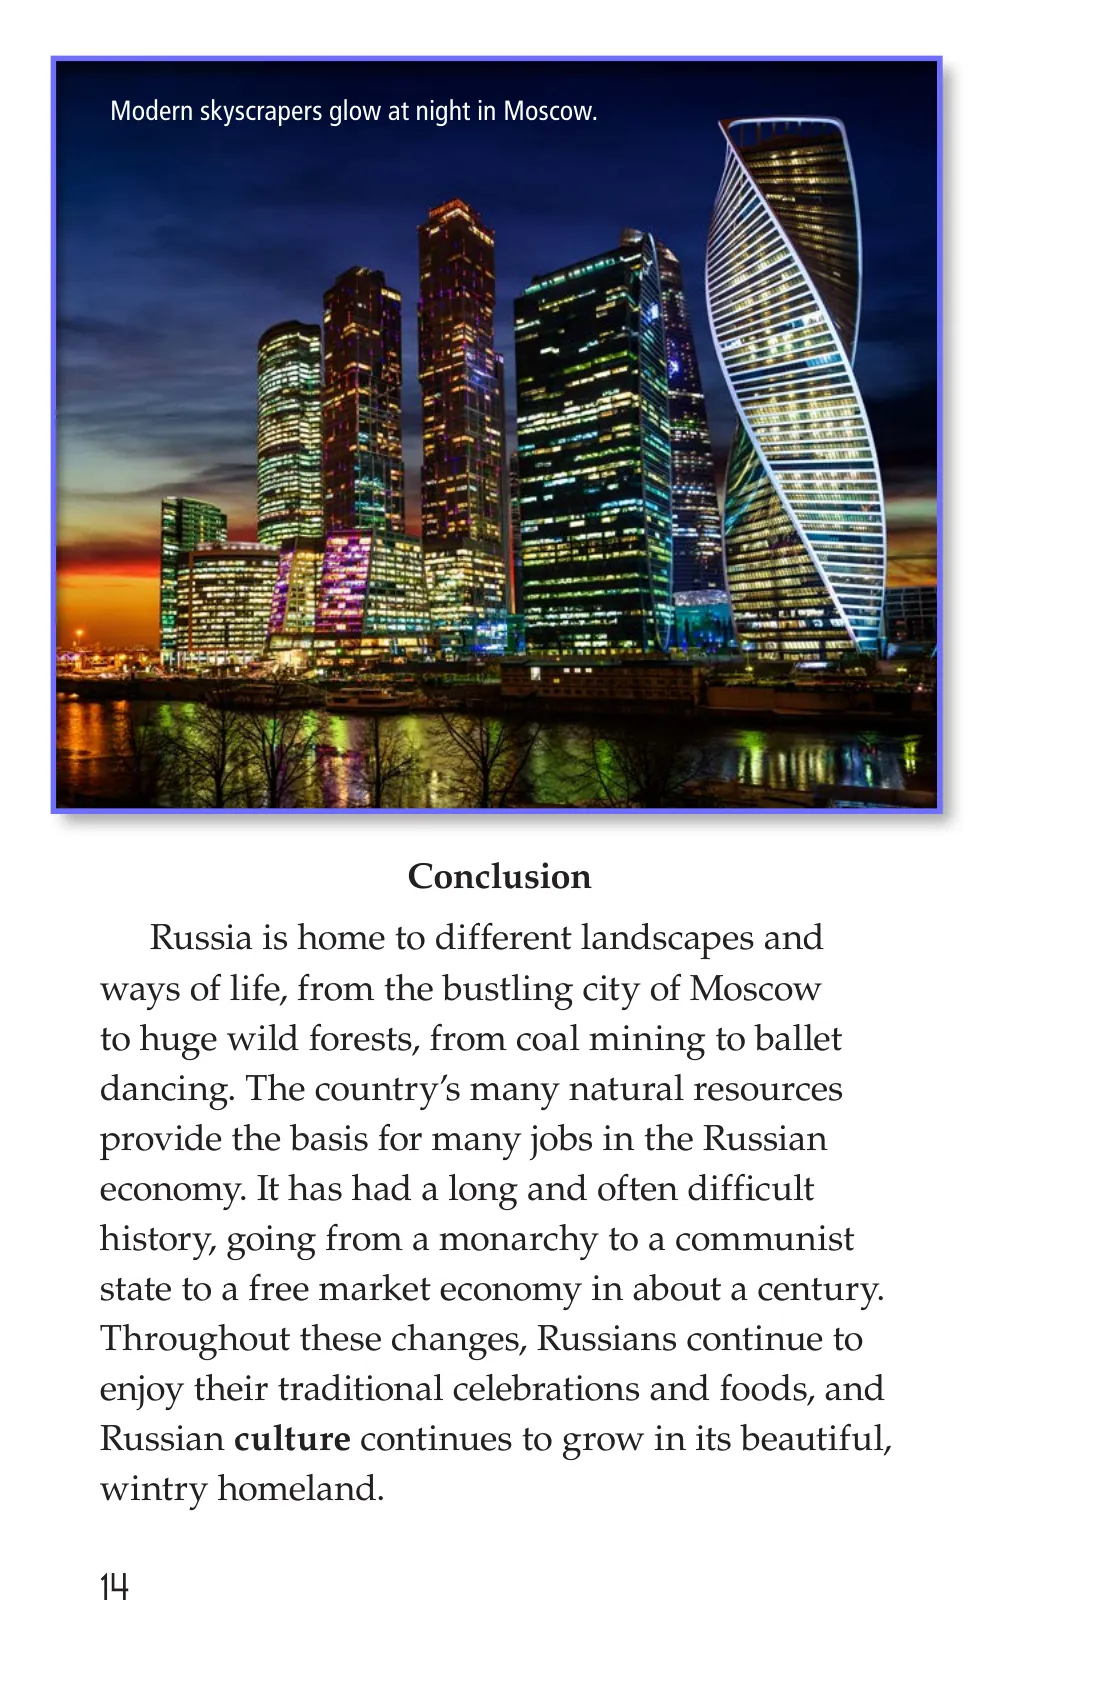 Modern skyscrapers glow at night in Moscow.
Conclusion
Russia is home to different landscapes and
ways of life, from the bustling city of Moscow
to huge wild forests, from coal mining to ballet
dancing. The country’s many natural resources
provide the basis for many jobs in the Russian
economy. It has had a long and often difficult
history, going from a monarchy to a communist
state to a free market economy in about a century.
Throughout these changes, Russians continue to
enjoy their traditional celebrations and foods, and
Russian culture continues to grow in its beautiful,
wintry homeland.
14